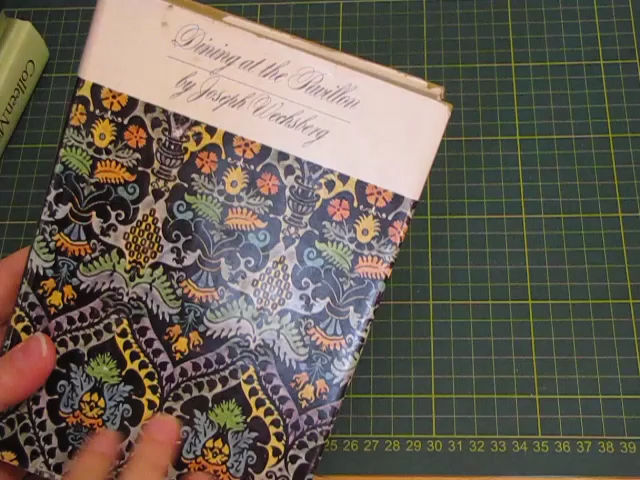 Dining at the Pavillon
by Joseph Wechsberg
Colleen M
25 26 27 28 29 30 31 32 33 34 35 36 37 38 39